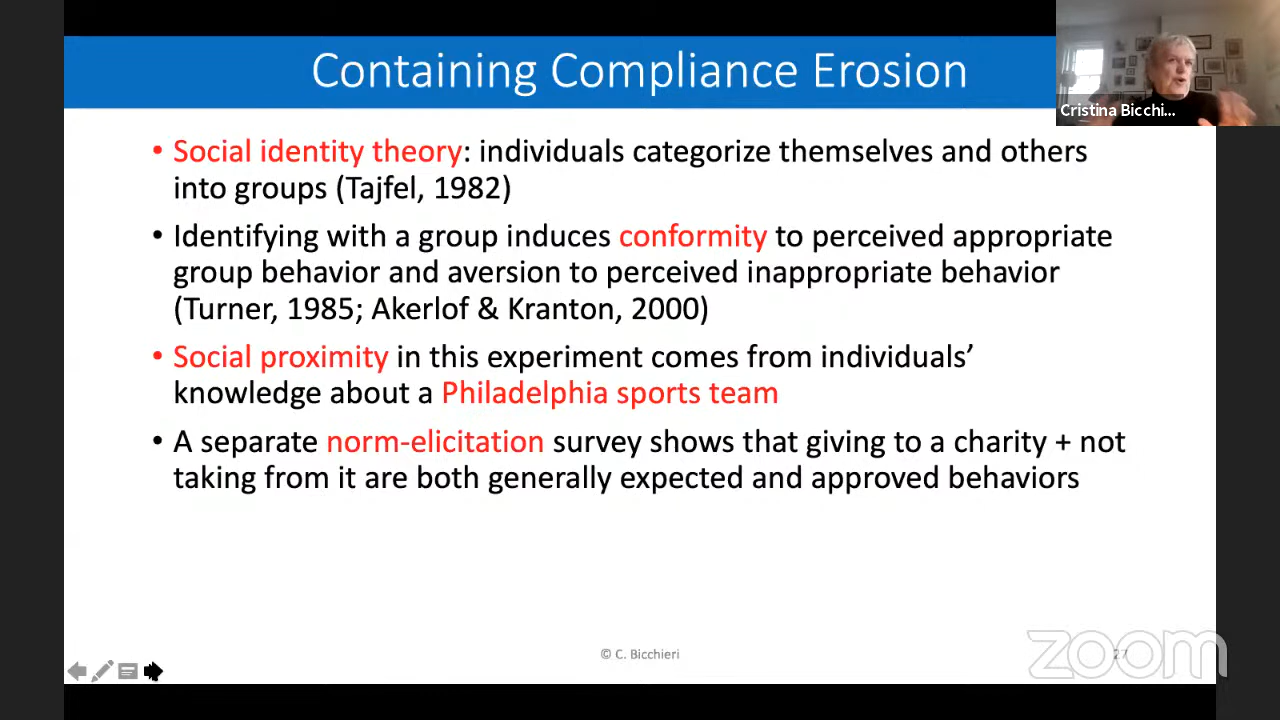 Containing Compliance Erosion
Cristina Bicchi...
• Social identity theory: individuals categorize themselves and others
into groups (Tajfel, 1982)
• Identifying with a group induces conformity to perceived appropriate
group behavior and aversion to perceived inappropriate behavior
(Turner, 1985; Akerlof & Kranton, 2000)
• Social proximity in this experiment comes from individuals’
knowledge about a Philadelphia sports team
• A separate norm-elicitation survey shows that giving to a charity + not
taking from it are both generally expected and approved behaviors
© C. Bicchieri
27
zoom